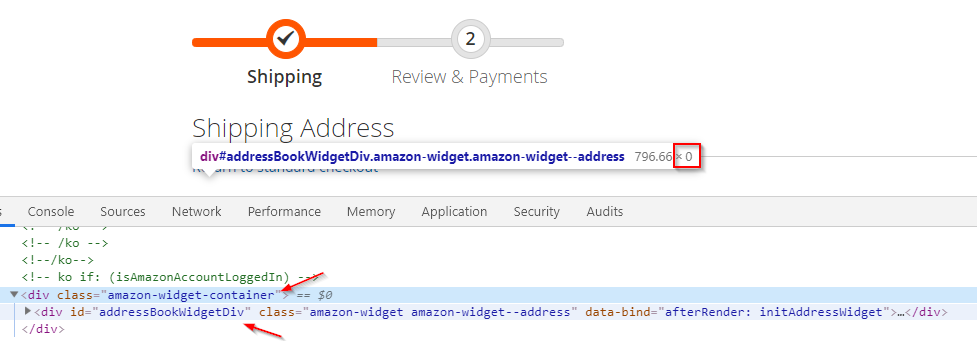 2
Shipping
Review & Payments
Shipping Address
div#addressBookWidgetDiv.amazon-widget.amazon-widget--address 796.66 × 0
Return to standard checkout
s Console Sources Network Performance Memory Application Security Audits
<!-- /ko -->
<!-- /ko -->
<!--/ko-->
<!-- ko if: (isAmazonAccountLoggedIn) -->
▼<div class="amazon-widget-container"> == $0
▶<div id="addressBookWidgetDiv" class="amazon-widget amazon-widget--address" data-bind="afterRender: initAddressWidget">…</div>
</div>